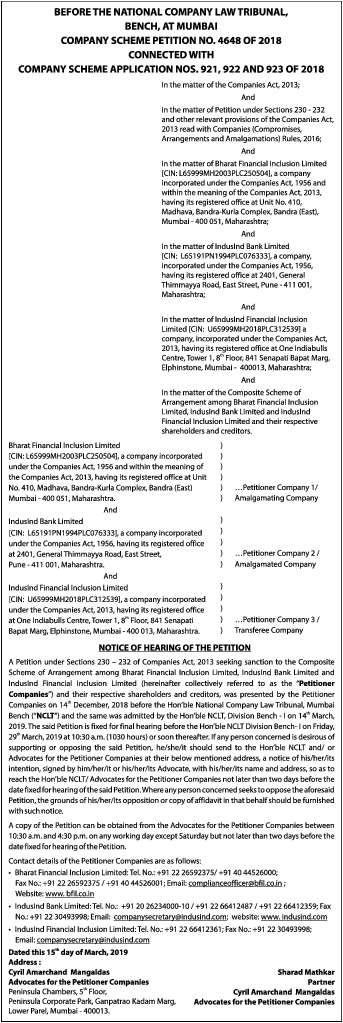 BEFORE THE NATIONAL COMPANY LAW TRIBUNAL,
BENCH, AT MUMBAI
COMPANY SCHEME PETITION NO. 4648 OF 2018
CONNECTED WITH
COMPANY SCHEME APPLICATION NOS. 921, 922 AND 923 OF 2018
In the matter of the Companies Act, 2013;
And
In the matter of Petition under Sections 230 - 232
and other relevant provisions of the Companies Act,
2013 read with Companies (Compromises,
Arrangements and Amalgamations) Rules, 2016;
And
In the matter of Bharat Financial Inclusion Limited
[CIN: L65999MH2003PLC250504], a company
incorporated under the Companies Act, 1956 and
within the meaning of the Companies Act, 2013,
having its registered office at Unit No. 410,
Madhava, Bandra-Kurla Complex, Bandra (East),
Mumbai - 400 051, Maharashtra;
And
In the matter of IndusInd Bank Limited
[CIN: L65191PN1994PLC076333], a company,
incorporated under the Companies Act, 1956,
having its registered office at 2401, General
Thimmayya Road, East Street, Pune - 411 001,
Maharashtra;
And
In the matter of IndusInd Financial Inclusion
Limited [CIN: U65999MH2018PLC312539] a
company, incorporated under the Companies Act,
2013, having its registered office at One Indiabulls
Centre, Tower 1, 8th Floor, 841 Senapati Bapat Marg,
Elphinstone, Mumbai - 400013, Maharashtra;
And
In the matter of the Composite Scheme of
Arrangement among Bharat Financial Inclusion
Limited, IndusInd Bank Limited and IndusInd
Financial Inclusion Limited and their respective
shareholders and creditors.
Bharat Financial Inclusion Limited )
[CIN: L65999MH2003PLC250504], a company incorporated )
under the Companies Act, 1956 and within the meaning of )
the Companies Act, 2013, having its registered office at Unit )
No. 410, Madhava, Bandra-Kurla Complex, Bandra (East) ) …Petitioner Company 1/
Mumbai - 400 051, Maharashtra. ) Amalgamating Company
And )
IndusInd Bank Limited )
[CIN: L65191PN1994PLC076333], a company, )
incorporated under the Companies Act, 1956, having its registered office )
at 2401, General Thimmayya Road, East Street, ) …Petitioner Company 2 /
Pune - 411 001, Maharashtra. ) Amalgamated Company
And )
IndusInd Financial Inclusion Limited )
[CIN: U65999MH2018PLC312539], a company, incorporated )
under the Companies Act, 2013, having its registered office )
at One Indiabulls Centre, Tower 1, 8th Floor, 841 Senapati ) …Petitioner Company 3 /
Bapat Marg, Elphinstone, Mumbai - 400 013, Maharashtra. ) Transferee Company
NOTICE OF HEARING OF THE PETITION
A Petition under Sections 230 – 232 of Companies Act, 2013 seeking sanction to the Composite
Scheme of Arrangement among Bharat Financial Inclusion Limited, IndusInd Bank Limited and
IndusInd Financial Inclusion Limited (hereinafter collectively referred to as the "Petitioner
Companies") and their respective shareholders and creditors, was presented by the Petitioner
Companies on 14th December, 2018 before the Hon'ble National Company Law Tribunal, Mumbai
Bench ("NCLT") and the same was admitted by the Hon'ble NCLT, Division Bench - I on 14th March,
2019. The said Petition is fixed for final hearing before the Hon'ble NCLT Division Bench- I on Friday,
29th March, 2019 at 10:30 a.m. (1030 hours) or soon thereafter. If any person concerned is desirous of
supporting or opposing the said Petition, he/she/it should send to the Hon'ble NCLT and/ or
Advocates for the Petitioner Companies at their below mentioned address, a notice of his/her/its
intention, signed by him/her/it or his/her/its Advocate, with his/her/its name and address, so as to
reach the Hon'ble NCLT/ Advocates for the Petitioner Companies not later than two days before the
date fixed for hearing of the said Petition. Where any person concerned seeks to oppose the aforesaid
Petition, the grounds of his/her/its opposition or copy of affidavit in that behalf should be furnished
with such notice.
A copy of the Petition can be obtained from the Advocates for the Petitioner Companies between
10:30 a.m. and 4:30 p.m. on any working day except Saturday but not later than two days before the
date fixed for hearing of the Petition.
Contact details of the Petitioner Companies are as follows:
• Bharat Financial Inclusion Limited: Tel. No.: +91 22 26592375/ +91 40 44526000;
Fax No.: +91 22 26592375 / +91 40 44526001; Email: complianceofficer@bfil.co.in ;
Website: www. bfil.co.in
• IndusInd Bank Limited: Tel. No.: +91 20 26234000-10 / +91 22 66412487 / +91 22 66412359; Fax
No.: +91 22 30493998; Email: companysecretary@indusind.com; website: www. indusind.com
• IndusInd Financial Inclusion Limited: Tel. No.: +91 22 66412361; Fax No.: +91 22 30493998;
Email: companysecretary@indusind.com
Dated this 15th day of March, 2019
Address :
Cyril Amarchand Mangaldas Sharad Mathkar
Advocates for the Petitioner Companies Partner
Peninsula Chambers, 5th Floor, Cyril Amarchand Mangaldas
Peninsula Corporate Park, Ganpatrao Kadam Marg, Advocates for the Petitioner Companies
Lower Parel, Mumbai - 400013.